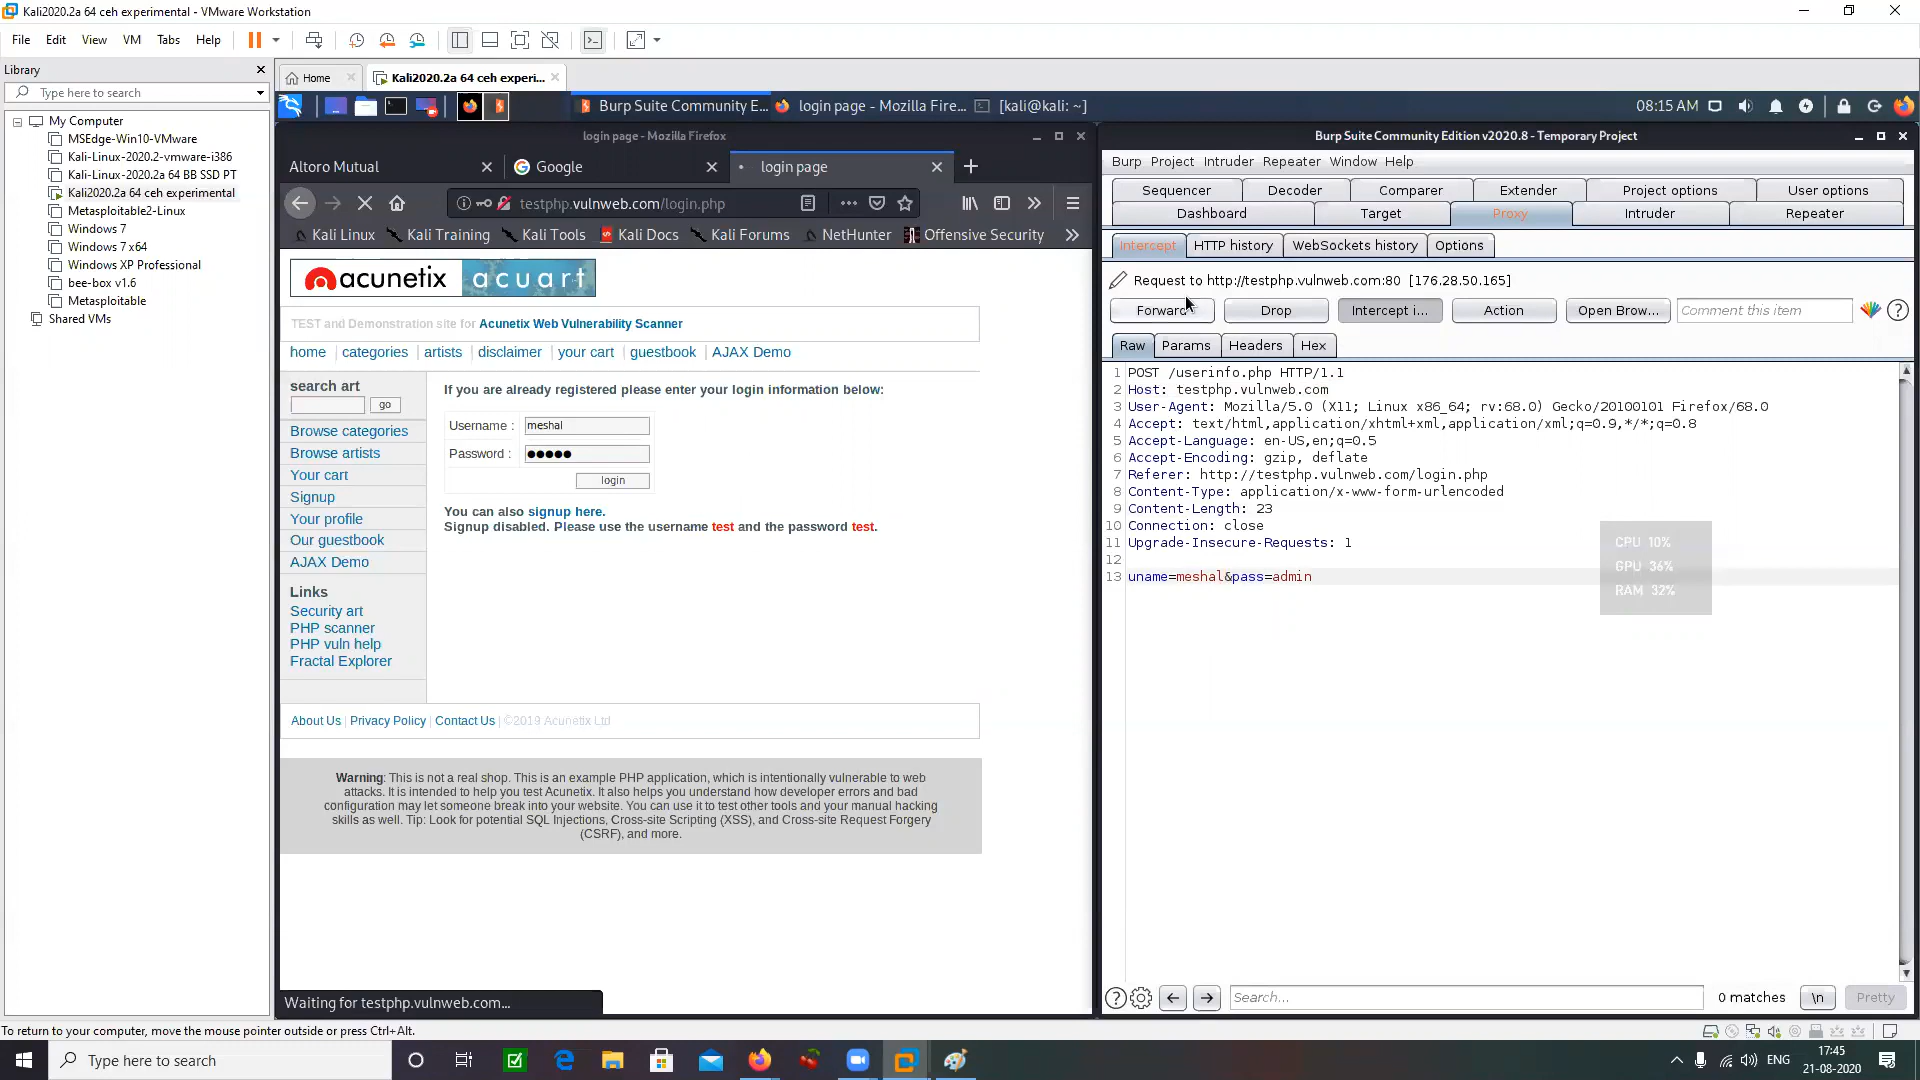 Kali2020.2a 64 ceh experimental - VMware Workstation
File Edit View VM Tabs Help
Library
Type here to search
My Computer
MSEdge-Win10-VMware
Kali-Linux-2020.2-vmware-i386
Kali-Linux-2020.2a 64 BB SSD PT
Kali2020.2a 64 ceh experimental
Metasploitable2-Linux
Windows 7
Windows 7 x64
Windows XP Professional
bee-box v1.6
Metasploitable
Shared VMs
Home
Kali2020.2a 64 ceh experi...
Burp Suite Community E...
login page - Mozilla Fire...
[kali@kali: ~]
08:15 AM
login page - Mozilla Firefox
Altoro Mutual
Google
login page
testphp.vulnweb.com/login.php
Kali Linux Kali Training Kali Tools Kali Docs Kali Forums NetHunter Offensive Security
acunetix acuart
TEST and Demonstration site for Acunetix Web Vulnerability Scanner
home | categories | artists | disclaimer | your cart | guestbook | AJAX Demo
search art
go
Browse categories
Browse artists
Your cart
Signup
Your profile
Our guestbook
AJAX Demo
Links
Security art
PHP scanner
PHP vuln help
Fractal Explorer
If you are already registered please enter your login information below:
Username : meshal
Password : ●●●●●
login
You can also signup here.
Signup disabled. Please use the username test and the password test.
About Us | Privacy Policy | Contact Us | ©2019 Acunetix Ltd
Warning: This is not a real shop. This is an example PHP application, which is intentionally vulnerable to web
attacks. It is intended to help you test Acunetix. It also helps you understand how developer errors and bad
configuration may let someone break into your website. You can use it to test other tools and your manual hacking
skills as well. Tip: Look for potential SQL Injections, Cross-site Scripting (XSS), and Cross-site Request Forgery
(CSRF), and more.
Waiting for testphp.vulnweb.com...
Burp Suite Community Edition v2020.8 - Temporary Project
Burp Project Intruder Repeater Window Help
Sequencer Decoder Comparer Extender Project options User options
Dashboard Target Proxy Intruder Repeater
Intercept HTTP history WebSockets history Options
Request to http://testphp.vulnweb.com:80 [176.28.50.165]
Forward Drop Intercept i... Action Open Brow... Comment this item
Raw Params Headers Hex
1 POST /userinfo.php HTTP/1.1
2 Host: testphp.vulnweb.com
3 User-Agent: Mozilla/5.0 (X11; Linux x86_64; rv:68.0) Gecko/20100101 Firefox/68.0
4 Accept: text/html,application/xhtml+xml,application/xml;q=0.9,*/*;q=0.8
5 Accept-Language: en-US,en;q=0.5
6 Accept-Encoding: gzip, deflate
7 Referer: http://testphp.vulnweb.com/login.php
8 Content-Type: application/x-www-form-urlencoded
9 Content-Length: 23
10 Connection: close
11 Upgrade-Insecure-Requests: 1
12
13 uname=meshal&pass=admin
CPU 10%
GPU 36%
RAM 32%
Search...
0 matches
\n
Pretty
To return to your computer, move the mouse pointer outside or press Ctrl+Alt.
Type here to search
ENG
17:45
21-08-2020